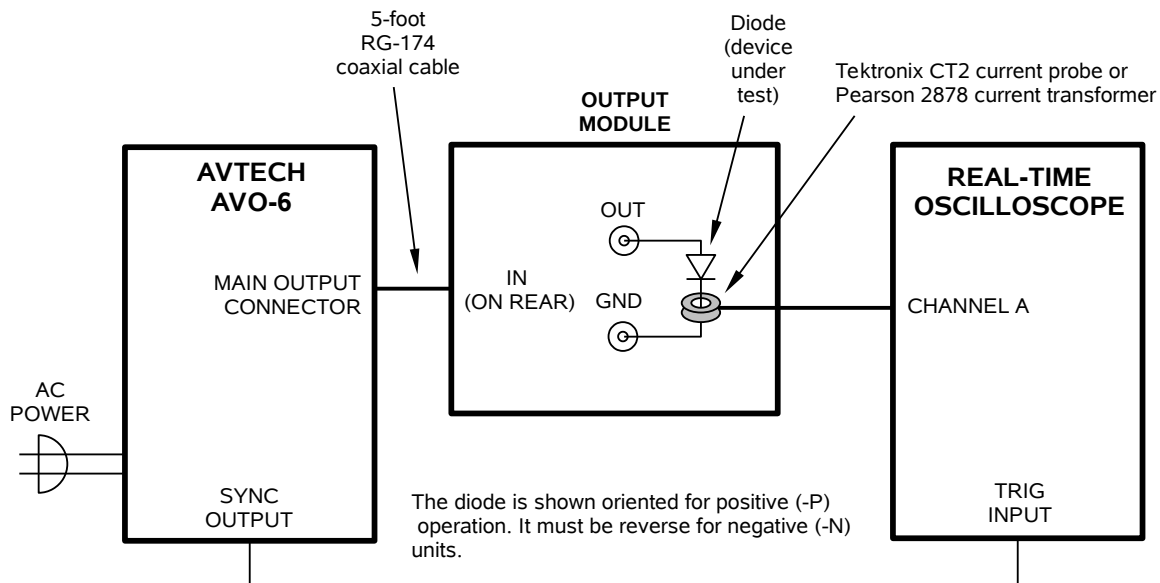 5-foot
RG-174
coaxial cable
Diode
(device
under
test)
Tektronix CT2 current probe or
Pearson 2878 current transformer
OUTPUT
MODULE
AVTECH
AVO-6
REAL-TIME
OSCILLOSCOPE
OUT
MAIN OUTPUT
CONNECTOR
IN
(ON REAR)
GND
CHANNEL A
AC
POWER
SYNC
OUTPUT
The diode is shown oriented for positive (-P)
operation. It must be reverse for negative (-N)
units.
TRIG
INPUT